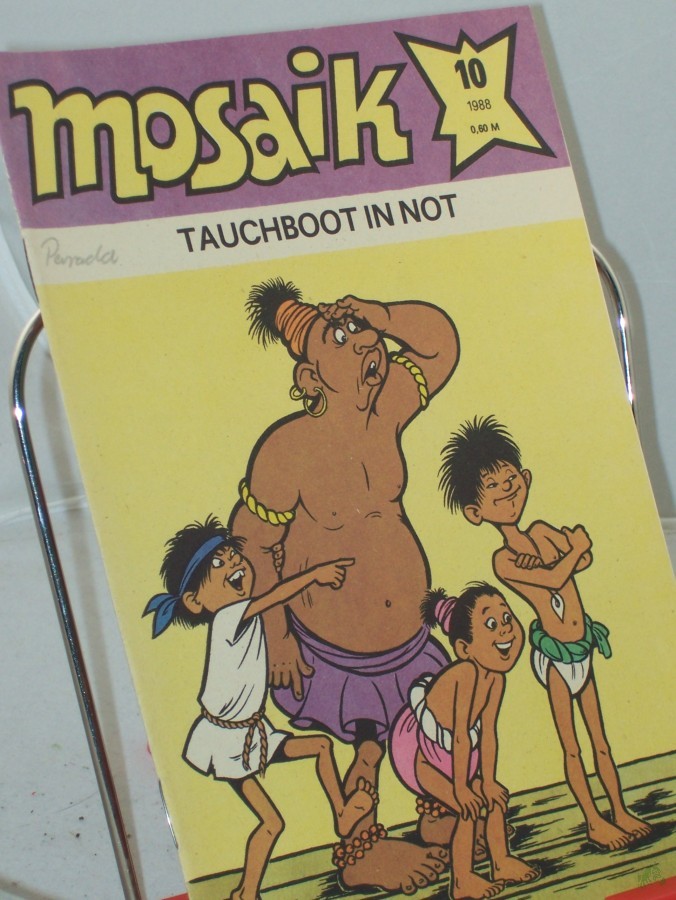 mosaik
10
1988
0,60 M
TAUCHBOOT IN NOT
Parada